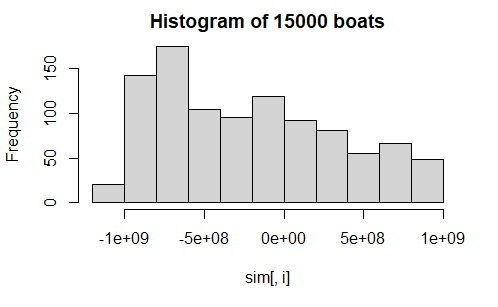 Histogram of 15000 boats
Frequency
150
100
50
0
-1e+09 -5e+08 0e+00 5e+08 1e+09
sim[, i]